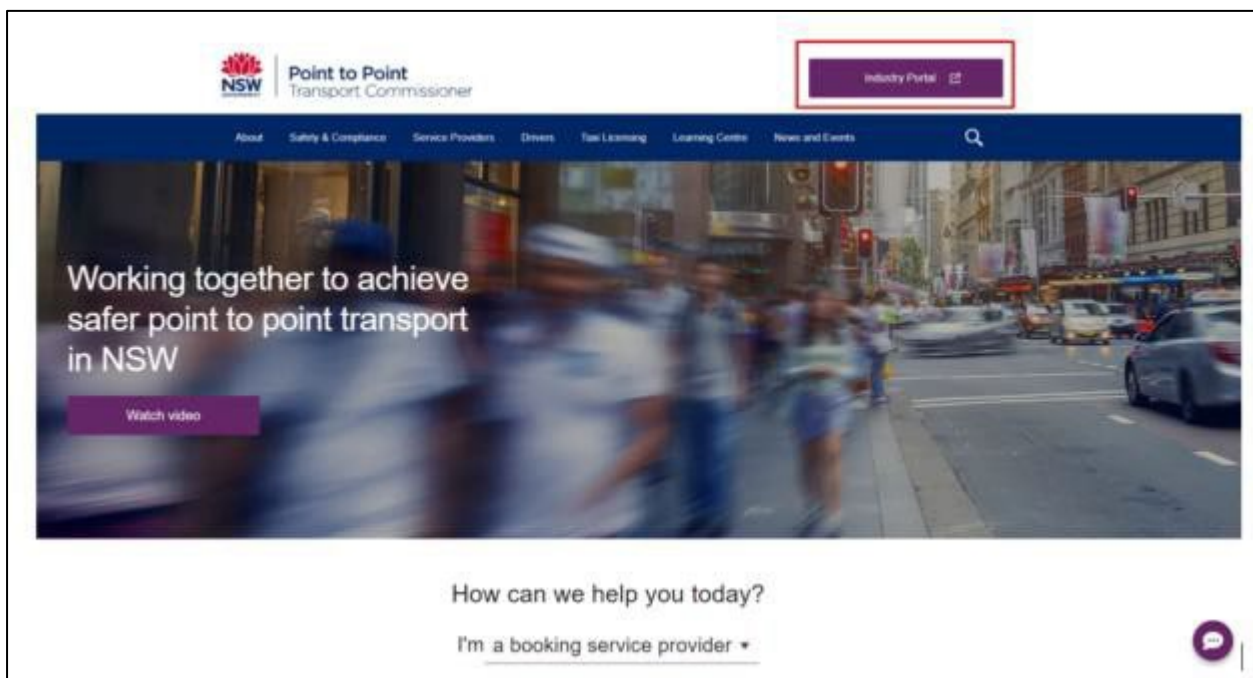 NSW
Point to Point
Transport Commissioner
Industry Portal
About Safety & Compliance Service Providers Drivers Taxi Licensing Learning Centre News and Events
Working together to achieve
safer point to point transport
in NSW
Watch video
How can we help you today?
I'm a booking service provider